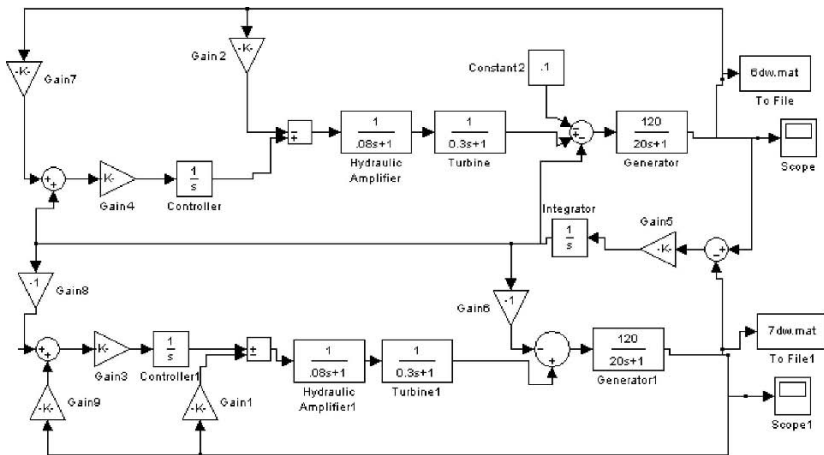 -K-
Gain7
-K-
Gain 2
Constant2
.1
6dw.mat
To File
1
.08s+1
Hydraulic
Amplifier
1
0.3s+1
Turbine
120
20s+1
Generator
Scope
K-
Gain4
1
s
Controller
Integrator
1
s
Gain5
-K-
-1
Gain8
Gain6
-1
7dw.mat
To File1
K-
Gain3
1
s
Controller1
1
.08s+1
Hydraulic
Amplifier1
1
0.3s+1
Turbine1
120
20s+1
Generator1
Scope1
-K-
Gain9
-K-
Gain1